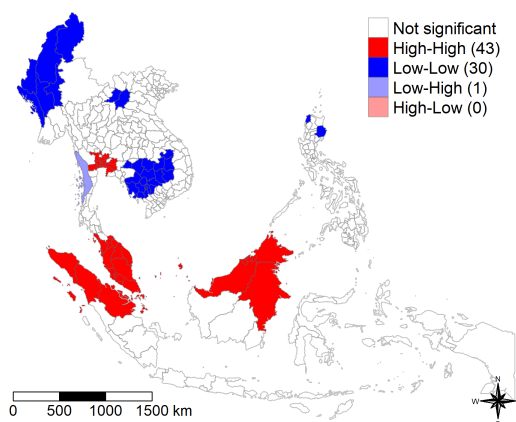 Not significant
High-High (43)
Low-Low (30)
Low-High (1)
High-Low (0)
0 500 1000 1500 km
N
W E
S